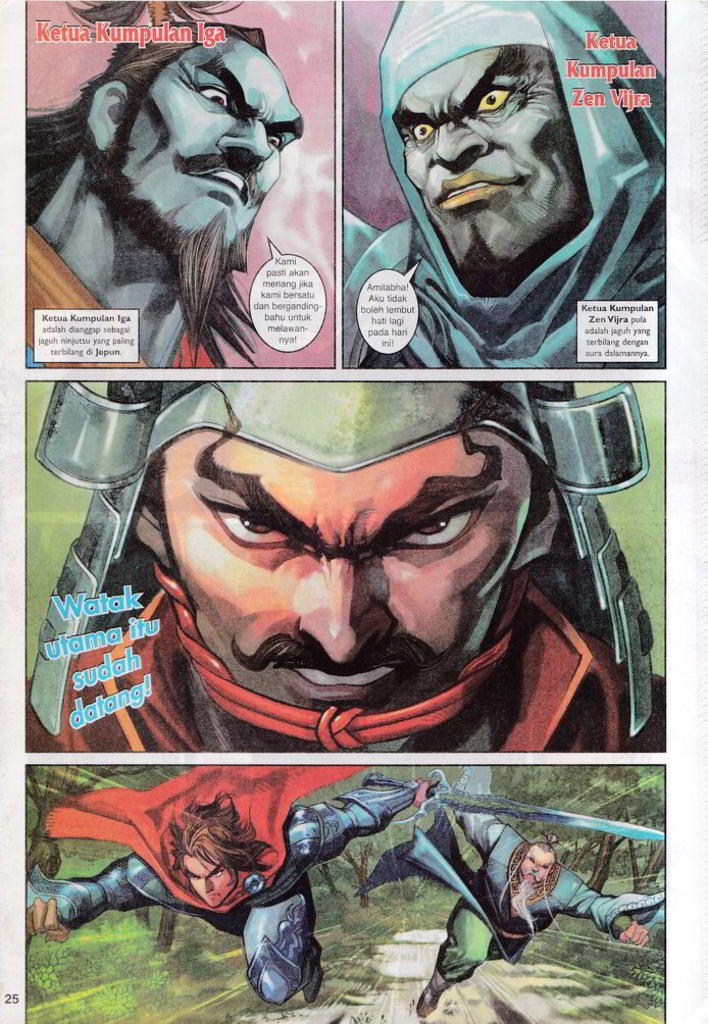 Ketua Kumpulan Iga
Kami
pasti akan
menang jika
kami bersatu
dan berganding-
bahu untuk
melawan-
nya!
Ketua Kumpulan Iga
adalah dianggap sebagai
jaguh ninjutsu yang paling
terbilang di Jepun.
Ketua
Kumpulan
Zen Vijra
Amitabha!
Aku tidak
boleh lembut
hati lagi
pada hari
ini!
Ketua Kumpulan
Zen Vijra pula
adalah jaguh yang
terbilang dengan
aura dalamannya.
Watak
utama itu
sudah
datang!
25